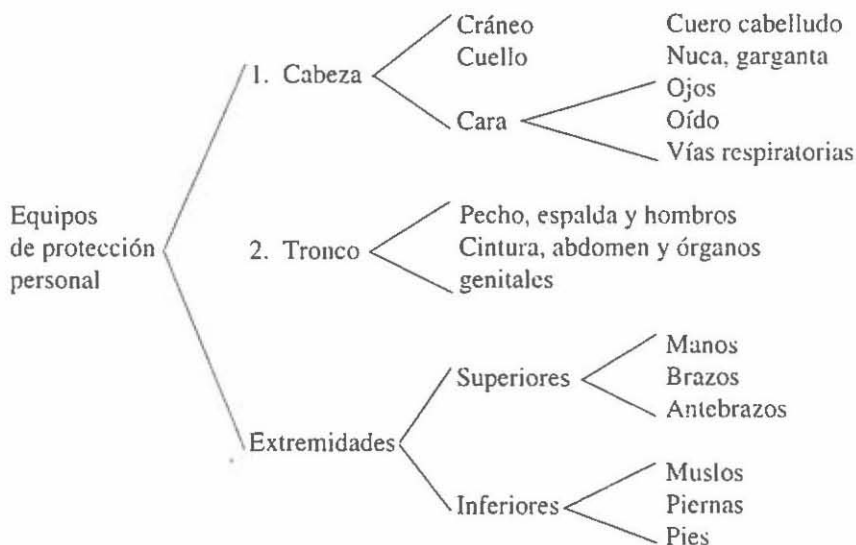 Equipos
de protección
personal
1. Cabeza
Cráneo
Cuello
Cara
Cuero cabelludo
Nuca, garganta
Ojos
Oído
Vías respiratorias
2. Tronco
Pecho, espalda y hombros
Cintura, abdomen y órganos
genitales
Extremidades
Superiores
Manos
Brazos
Antebrazos
Inferiores
Muslos
Piernas
Pies